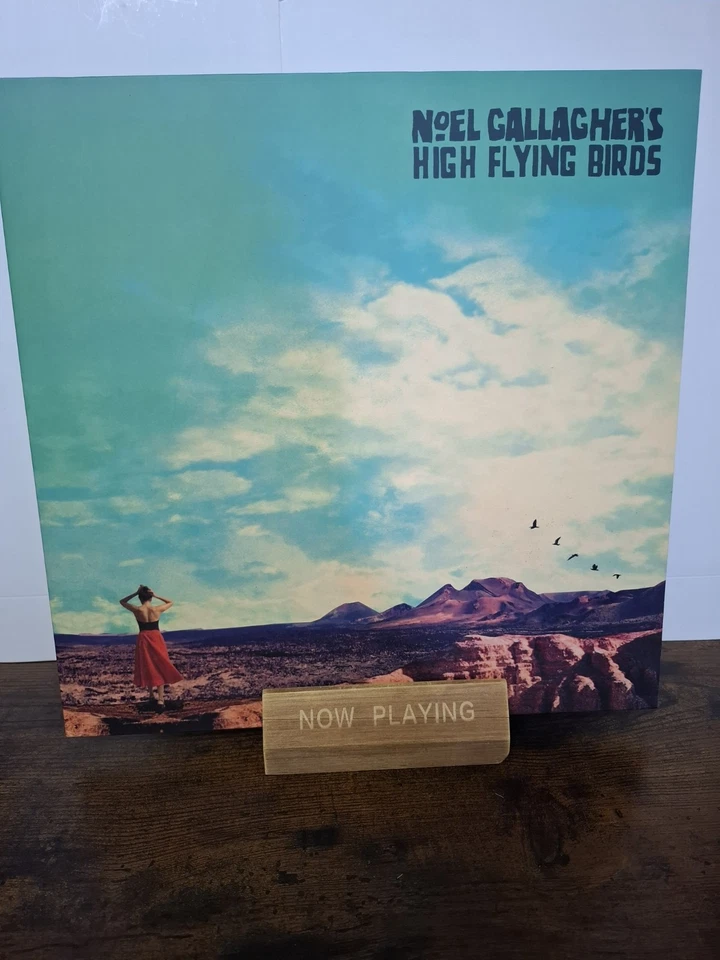 NOEL GALLAGHER'S
HIGH FLYING BIRDS
NOW PLAYING